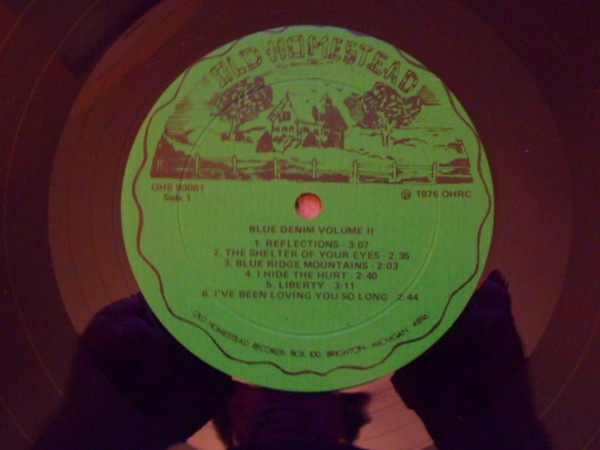 OLD HOMESTEAD
OHS 90061
Side 1
℗ 1976 OHRC
BLUE DENIM VOLUME II
1. REFLECTIONS - 3:07
2. THE SHELTER OF YOUR EYES - 2:35
3. BLUE RIDGE MOUNTAINS - 2:03
4. I HIDE THE HURT - 2:40
5. LIBERTY - 3:11
6. I'VE BEEN LOVING YOU SO LONG - 2:44
OLD HOMESTEAD RECORDS, BOX 100, BRIGHTON, MICHIGAN,